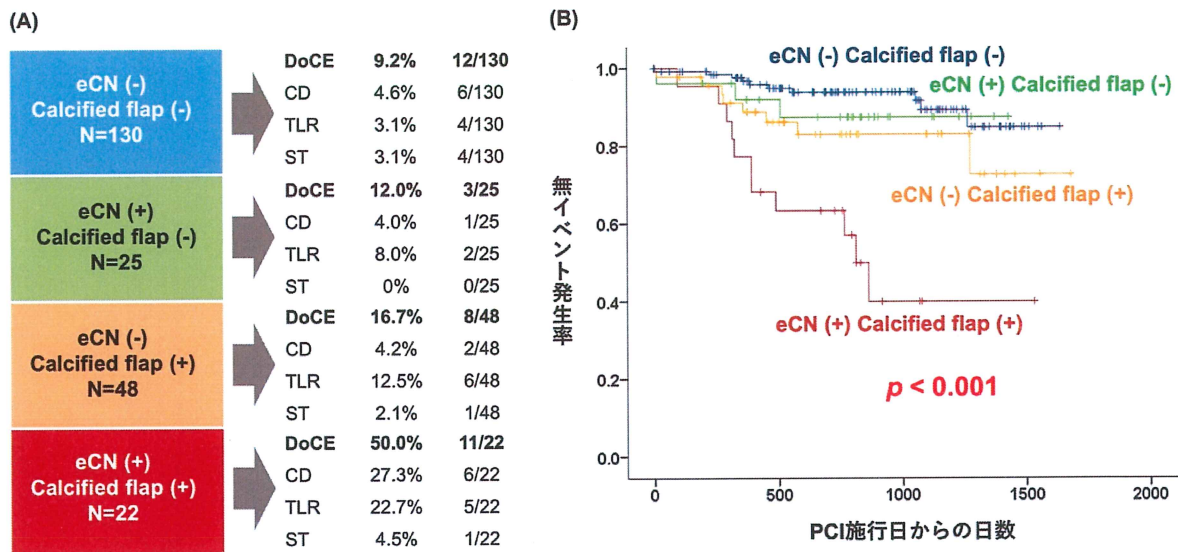 (A)
eCN (-)
Calcified flap (-)
N=130
DoCE 9.2% 12/130
CD 4.6% 6/130
TLR 3.1% 4/130
ST 3.1% 4/130
eCN (+)
Calcified flap (-)
N=25
DoCE 12.0% 3/25
CD 4.0% 1/25
TLR 8.0% 2/25
ST 0% 0/25
eCN (-)
Calcified flap (+)
N=48
DoCE 16.7% 8/48
CD 4.2% 2/48
TLR 12.5% 6/48
ST 2.1% 1/48
eCN (+)
Calcified flap (+)
N=22
DoCE 50.0% 11/22
CD 27.3% 6/22
TLR 22.7% 5/22
ST 4.5% 1/22
(B)
無イベント発生率
1.0
0.8
0.6
0.4
0.2
0.0
eCN (-) Calcified flap (-)
eCN (+) Calcified flap (-)
eCN (-) Calcified flap (+)
eCN (+) Calcified flap (+)
p < 0.001
0 500 1000 1500 2000
PCI施行日からの日数